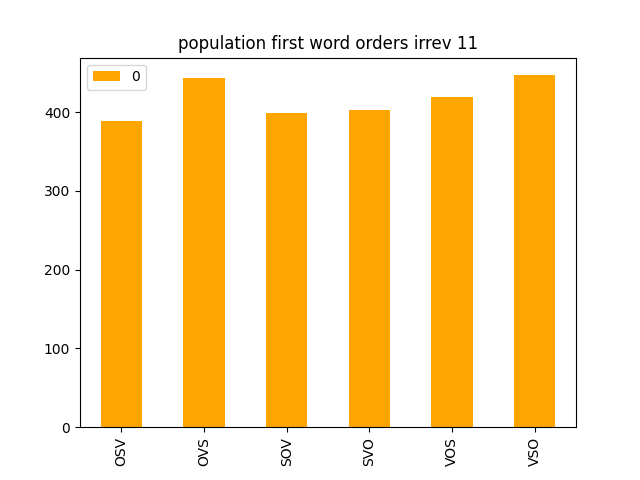 population first word orders irrev 11
0
400
300
200
100
0
OSV
OVS
SOV
SVO
VOS
VSO